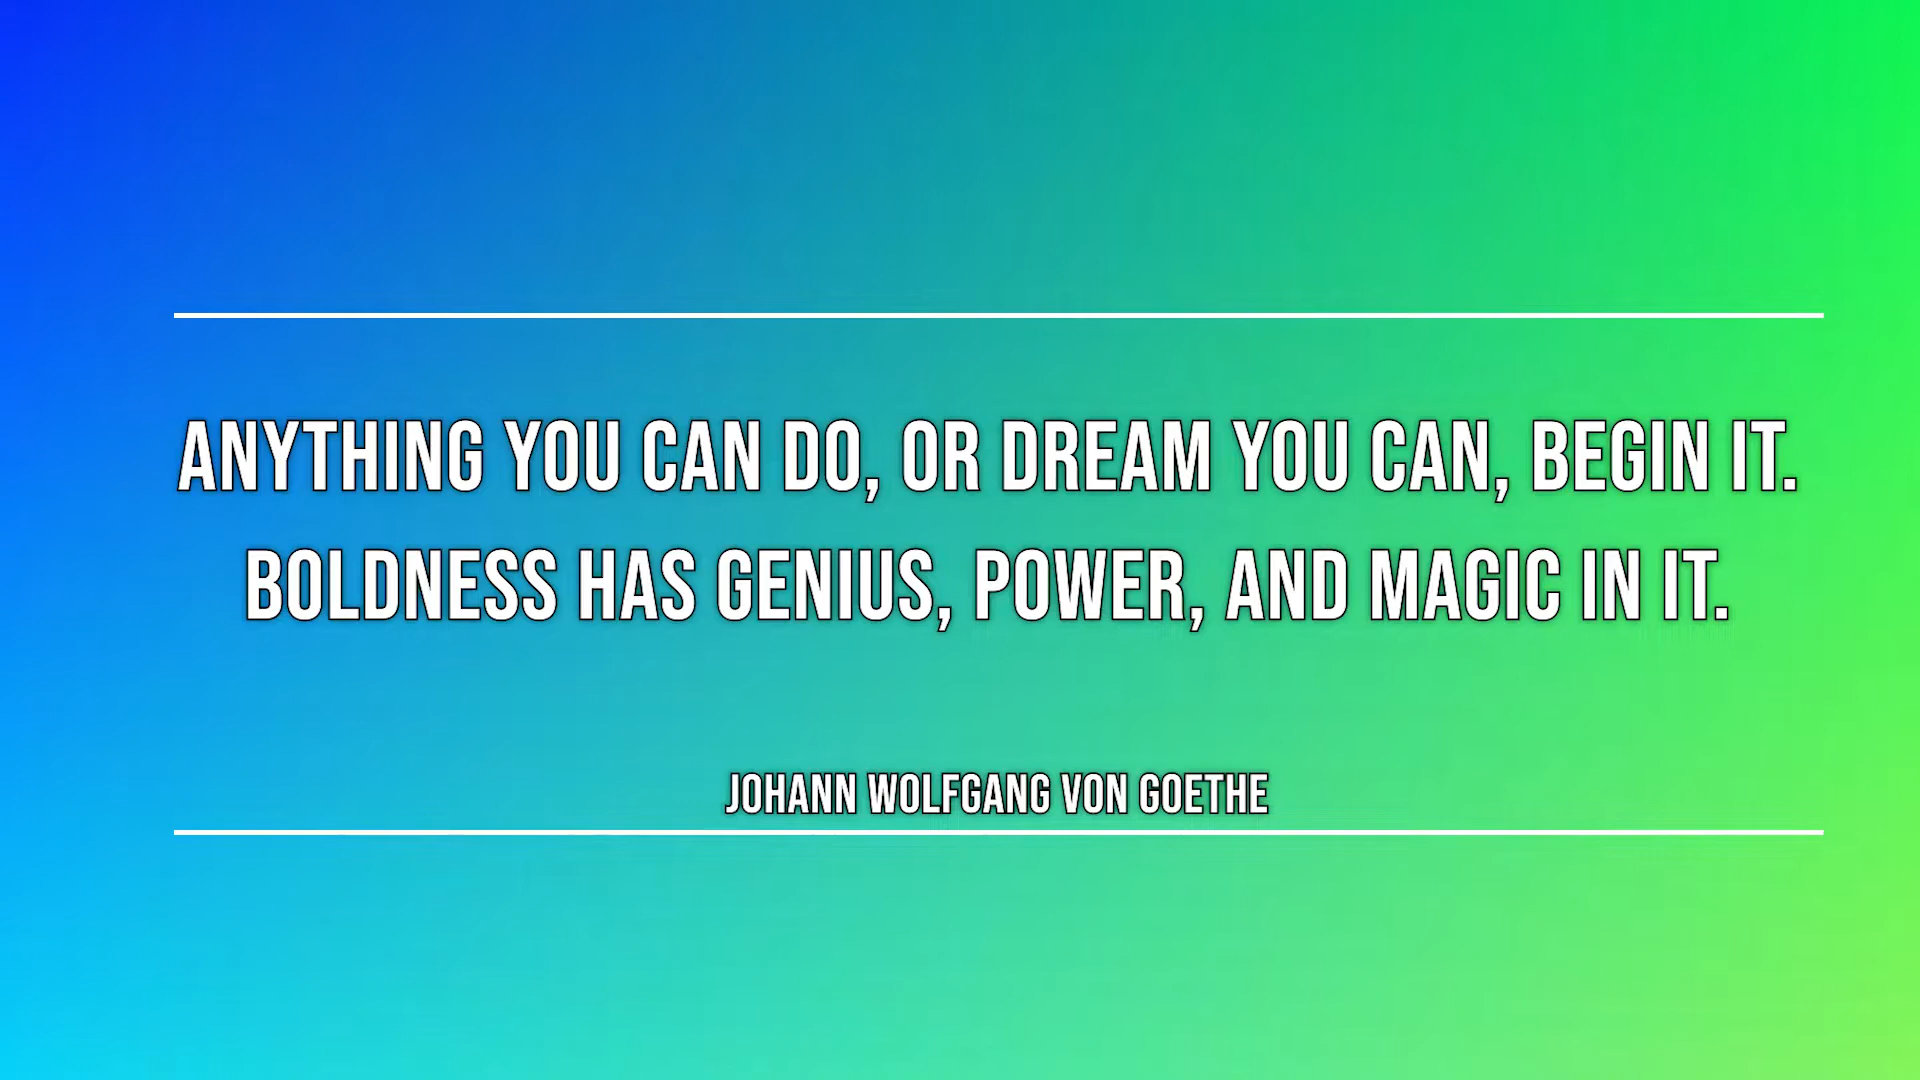 ANYTHING YOU CAN DO, OR DREAM YOU CAN, BEGIN IT.
BOLDNESS HAS GENIUS, POWER, AND MAGIC IN IT.
JOHANN WOLFGANG VON GOETHE